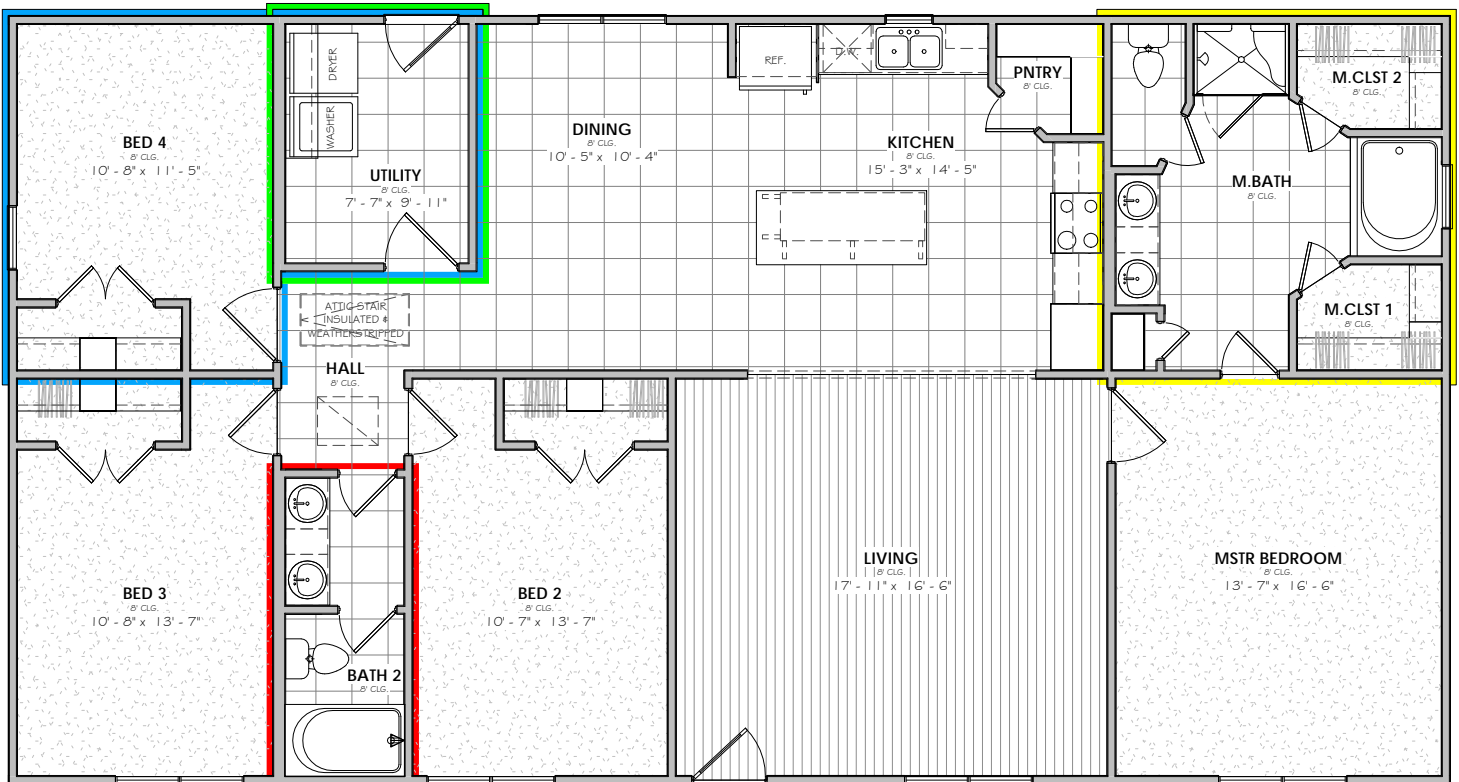 DRYER
WASHER
REF.
D.W.
PNTRY
8' CLG.
M.CLST 2
8' CLG.
BED 4
8' CLG.
10' - 8" x 11' - 5"
DINING
8' CLG.
10' - 5" x 10' - 4"
KITCHEN
8' CLG.
15' - 3" x 14' - 5"
UTILITY
8' CLG.
7' - 7" x 9' - 11"
M.BATH
8' CLG.
ATTIC STAIR
INSULATED &
WEATHERSTRIPPED
M.CLST 1
8' CLG.
HALL
8' CLG.
BED 3
8' CLG.
10' - 8" x 13' - 7"
BED 2
8' CLG.
10' - 7" x 13' - 7"
LIVING
8' CLG.
17' - 11" x 16' - 6"
MSTR BEDROOM
8' CLG.
13' - 7" x 16' - 6"
BATH 2
8' CLG.